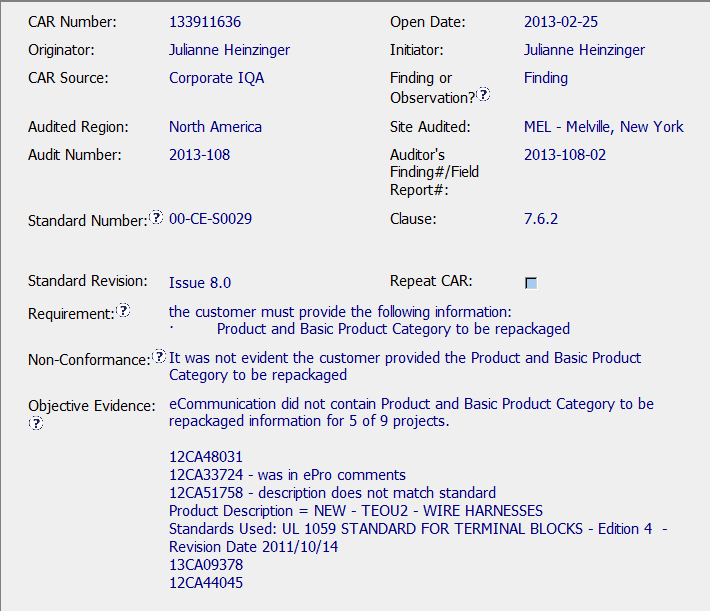 CAR Number: 133911636 Open Date: 2013-02-25
Originator: Julianne Heinzinger Initiator: Julianne Heinzinger
CAR Source: Corporate IQA Finding or Observation?? Finding
Audited Region: North America Site Audited: MEL - Melville, New York
Audit Number: 2013-108 Auditor's Finding#/Field Report#: 2013-108-02
Standard Number:? 00-CE-S0029 Clause: 7.6.2
Standard Revision: Issue 8.0 Repeat CAR:
Requirement:? the customer must provide the following information:
· Product and Basic Product Category to be repackaged
Non-Conformance:? It was not evident the customer provided the Product and Basic Product
Category to be repackaged
Objective Evidence:? eCommunication did not contain Product and Basic Product Category to be
repackaged information for 5 of 9 projects.
12CA48031
12CA33724 - was in ePro comments
12CA51758 - description does not match standard
Product Description = NEW - TEOU2 - WIRE HARNESSES
Standards Used: UL 1059 STANDARD FOR TERMINAL BLOCKS - Edition 4 -
Revision Date 2011/10/14
13CA09378
12CA44045